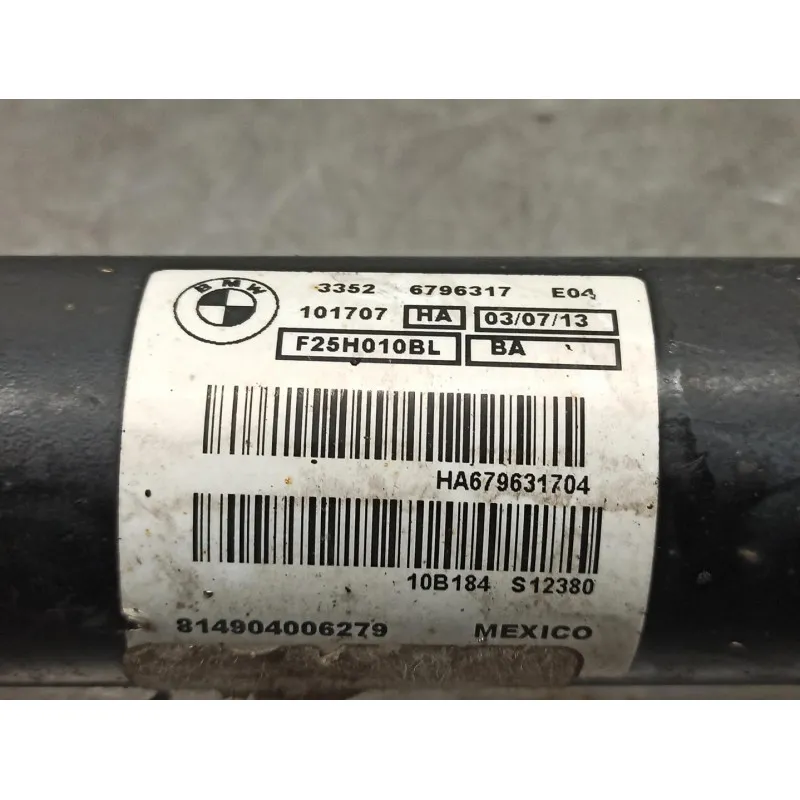 BMW
3352 6796317 E04
101707 HA 03/07/13
F25H010BL BA
HA679631704
10B184 S12380
814904006279 MEXICO